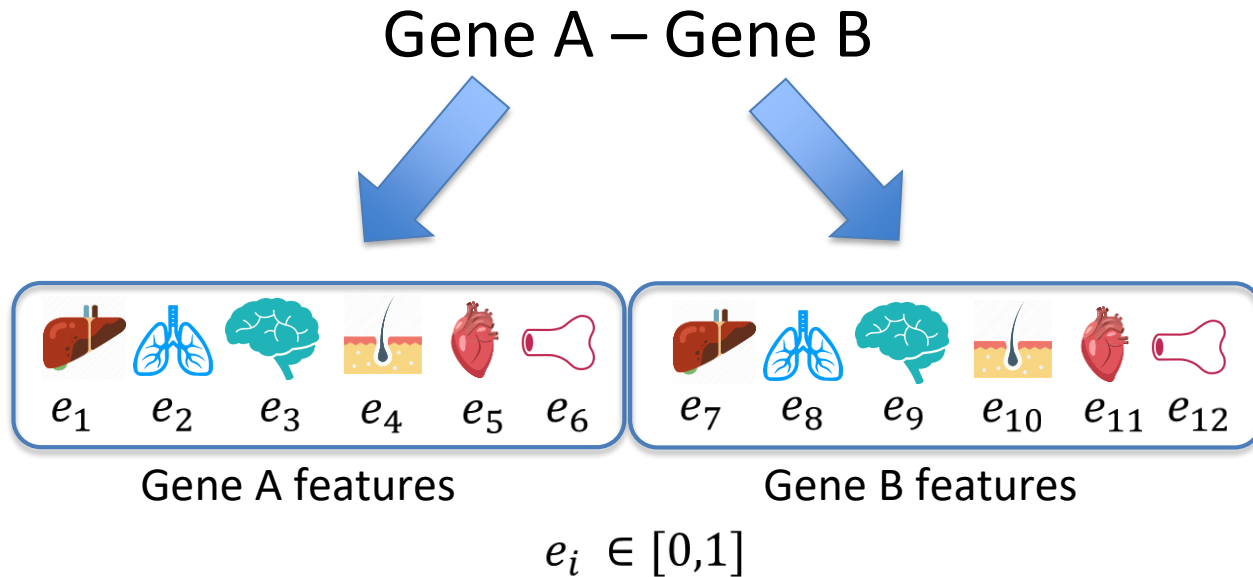 Gene A – Gene B
e₁ e₂ e₃ e₄ e₅ e₆ e₇ e₈ e₉ e₁₀ e₁₁ e₁₂
Gene A features Gene B features
eᵢ ∈ [0,1]